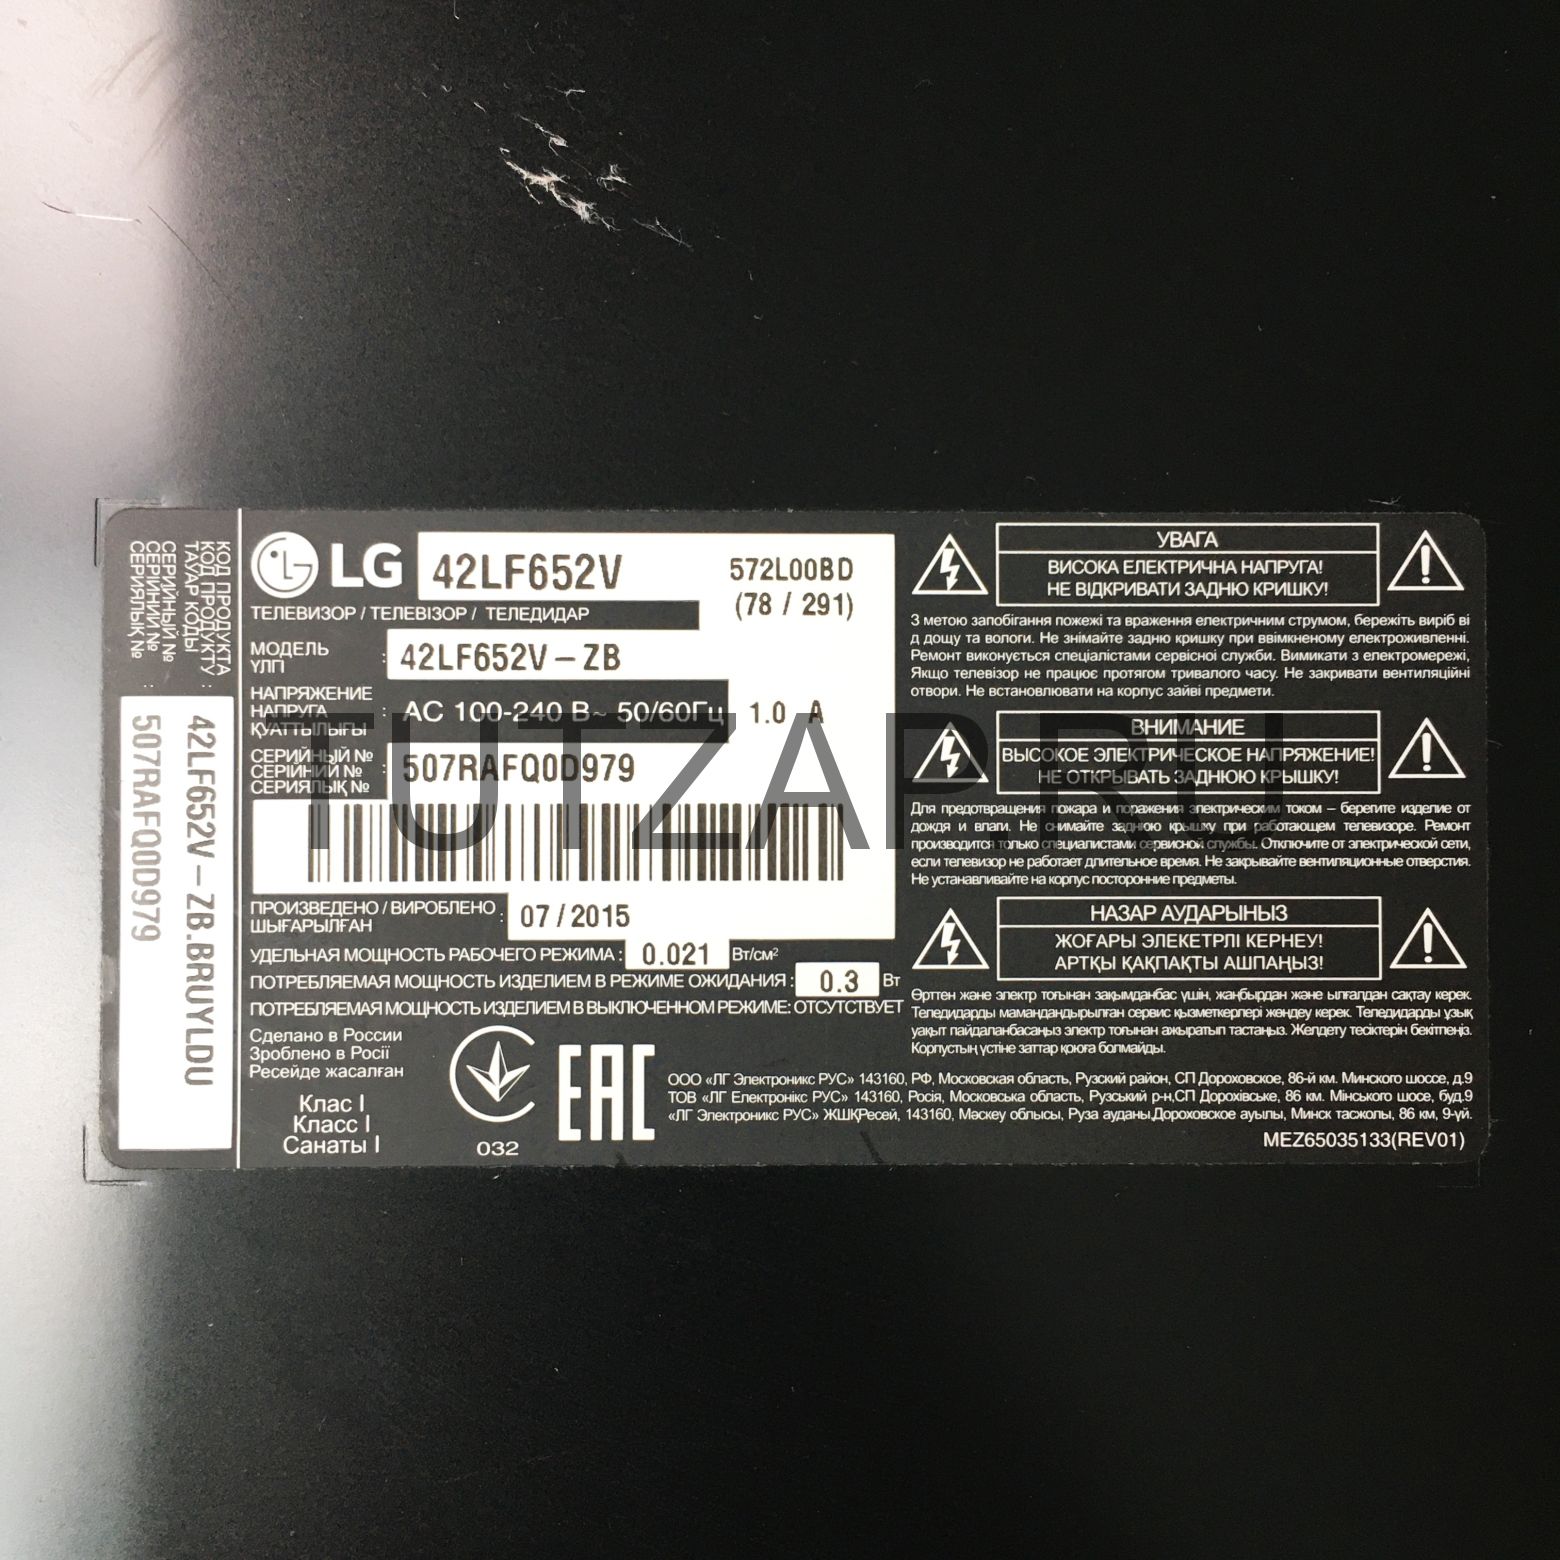 КОД ПРОДУКТА
КОД ПРОДУКТУ
ТАУАР КОДЫ
:
СЕРИЙНЫЙ №
СЕРІЙНИЙ №
СЕРИЯЛЫҚ №
:
42LF652V – ZB.BRUYLDU
507RAFQ0D979
LG
42LF652V
572L00BD
(78 / 291)
ТЕЛЕВИЗОР / ТЕЛЕВІЗОР / ТЕЛЕДИДАР
МОДЕЛЬ
ҮЛГІ
: 42LF652V – ZB
НАПРЯЖЕНИЕ
НАПРУГА
ҚУАТТЫЛЫҒЫ
: AC 100-240 В~ 50/60Гц 1.0 A
СЕРИЙНЫЙ №
СЕРІЙНИЙ №
СЕРИЯЛЫҚ №
: 507RAFQ0D979
ПРОИЗВЕДЕНО / ВИРОБЛЕНО
ШЫҒАРЫЛҒАН
: 07 / 2015
УДЕЛЬНАЯ МОЩНОСТЬ РАБОЧЕГО РЕЖИМА : 0.021 Вт/см²
ПОТРЕБЛЯЕМАЯ МОЩНОСТЬ ИЗДЕЛИЕМ В РЕЖИМЕ ОЖИДАНИЯ : 0.3 Вт
ПОТРЕБЛЯЕМАЯ МОЩНОСТЬ ИЗДЕЛИЕМ В ВЫКЛЮЧЕННОМ РЕЖИМЕ: ОТСУТСТВУЕТ
Сделано в России
Зроблено в Росії
Ресейде жасалған
Клас I
Класс I
Санаты I
032
EAC
УВАГА
ВИСОКА ЕЛЕКТРИЧНА НАПРУГА!
НЕ ВІДКРИВАТИ ЗАДНЮ КРИШКУ!
З метою запобігання пожежі та враження електричним струмом, бережіть виріб ві
д дощу та вологи. Не знімайте задню кришку при ввімкненому електроживленні.
Ремонт виконується спеціалістами сервісної служби. Вимикати з електромережі,
Якщо телевізор не працює протягом тривалого часу. Не закривати вентиляційні
отвори. Не встановлювати на корпус зайві предмети.
ВНИМАНИЕ
ВЫСОКОЕ ЭЛЕКТРИЧЕСКОЕ НАПРЯЖЕНИЕ!
НЕ ОТКРЫВАТЬ ЗАДНЮЮ КРЫШКУ!
Для предотвращения пожара и поражения электрическим током – берегите изделие от
дождя и влаги. Не снимайте заднюю крышку при работающем телевизоре. Ремонт
производится только специалистами сервисной службы. Отключите от электрической сети,
если телевизор не работает длительное время. Не закрывайте вентиляционные отверстия.
Не устанавливайте на корпус посторонние предметы.
НАЗАР АУДАРЫНЫЗ
ЖОҒАРЫ ЭЛЕКЕТРЛІ КЕРНЕУ!
АРТҚЫ ҚАҚПАҚТЫ АШПАҢЫЗ!
Өрттен және электр тоғынан зақымданбас үшін, жаңбырдан және ылғалдан сақтау керек.
Теледидарды мамандандырылған сервис қызметкерлері жөндеу керек. Теледидарды ұзақ
уақыт пайдаланбасаңыз электр тоғынан ажыратып тастаңыз. Желдету тесіктерін бекітпеңіз.
Корпустың үстіне заттар қоюға болмайды.
ООО «ЛГ Электроникс РУС» 143160, РФ, Московская область, Рузский район, СП Дороховское, 86-й км. Минского шоссе, д.9
ТОВ «ЛГ Електронікс РУС» 143160, Росія, Московська область, Рузський р-н,СП Дорохівське, 86 км. Мінського шосе, буд.9
«ЛГ Электроникс РУС» ЖШҚРесей, 143160, Мәскеу облысы, Руза ауданы,Дороховское ауылы, Минск тасжолы, 86 км, 9-үй.
MEZ65035133(REV01)
TUTZAP.RU